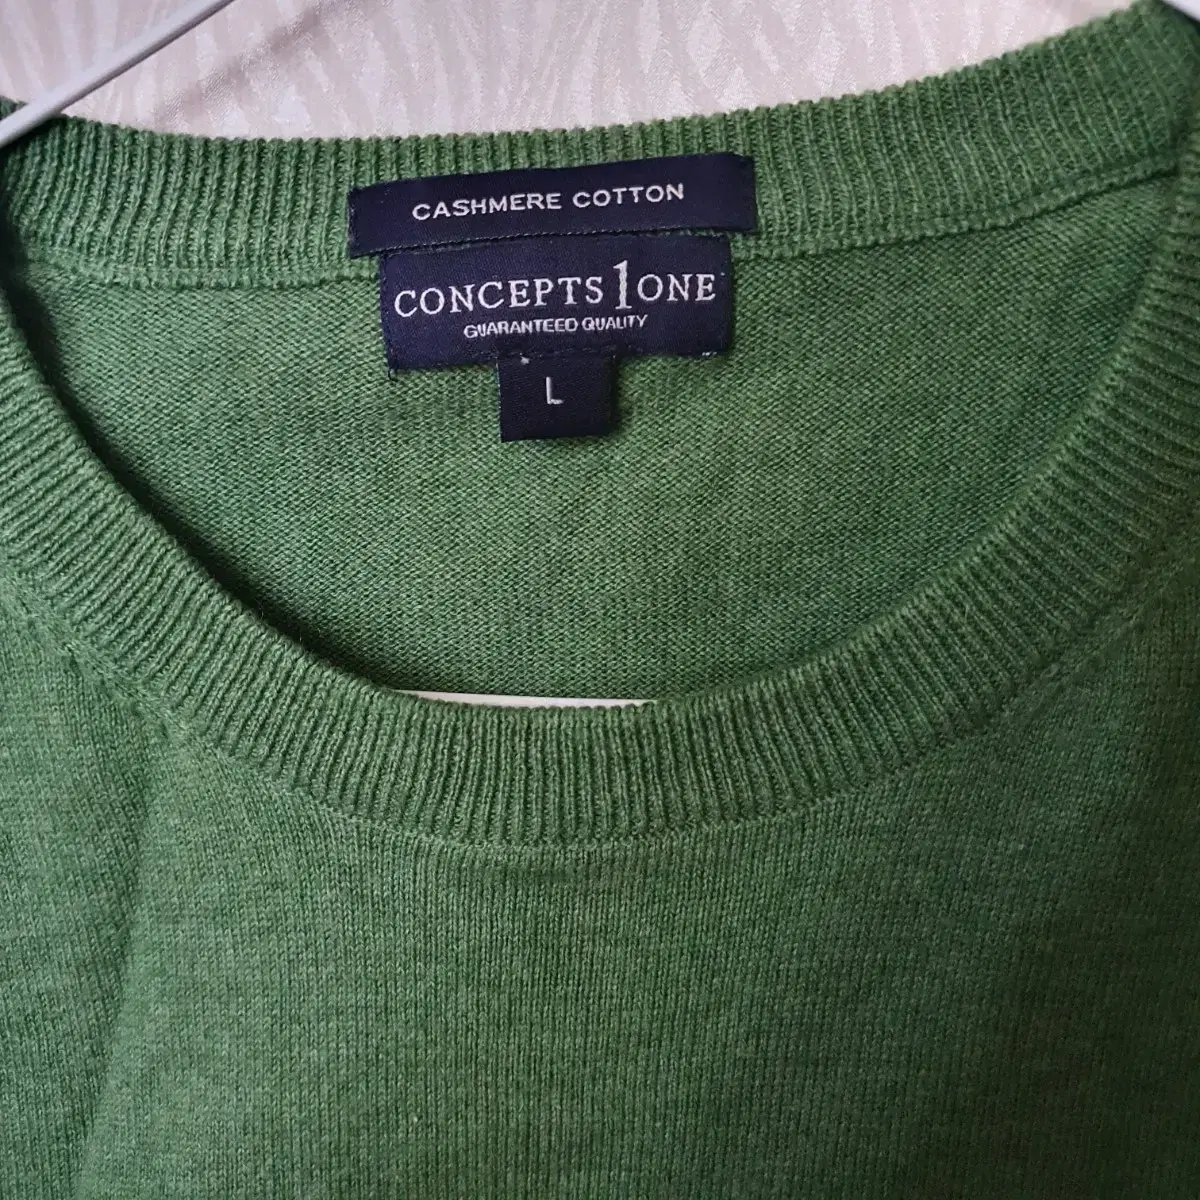 CASHMERE COTTON
CONCEPTS 1 ONE
GUARANTEED QUALITY
L